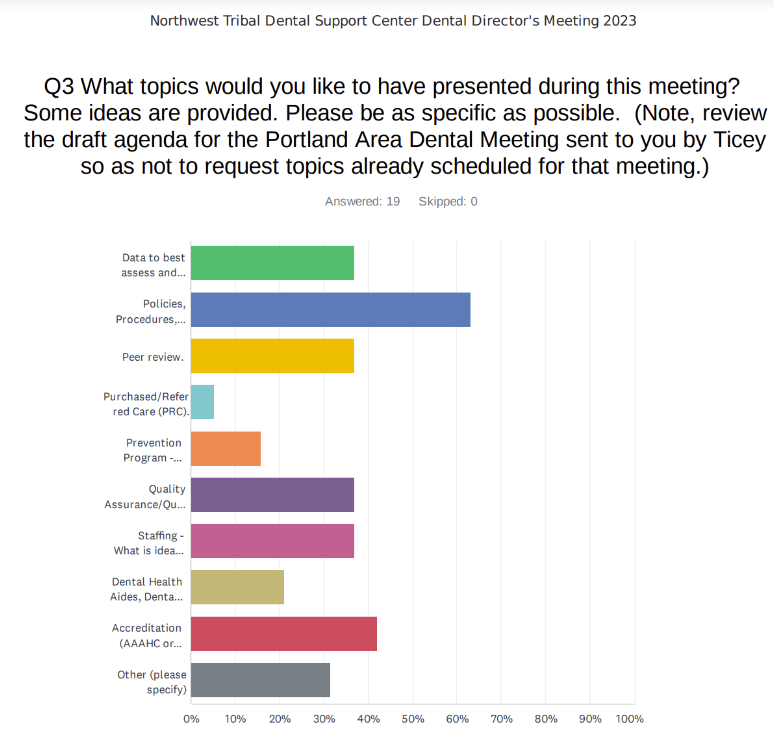 Northwest Tribal Dental Support Center Dental Director's Meeting 2023
Q3 What topics would you like to have presented during this meeting?
Some ideas are provided. Please be as specific as possible.  (Note, review
the draft agenda for the Portland Area Dental Meeting sent to you by Ticey
so as not to request topics already scheduled for that meeting.)
Answered: 19 Skipped: 0
Data to best
assess and...
Policies,
Procedures,...
Peer review.
Purchased/Refer
red Care (PRC).
Prevention
Program -...
Quality
Assurance/Qu...
Staffing -
What is idea...
Dental Health
Aides, Denta...
Accreditation
(AAAHC or...
Other (please
specify)
0% 10% 20% 30% 40% 50% 60% 70% 80% 90% 100%